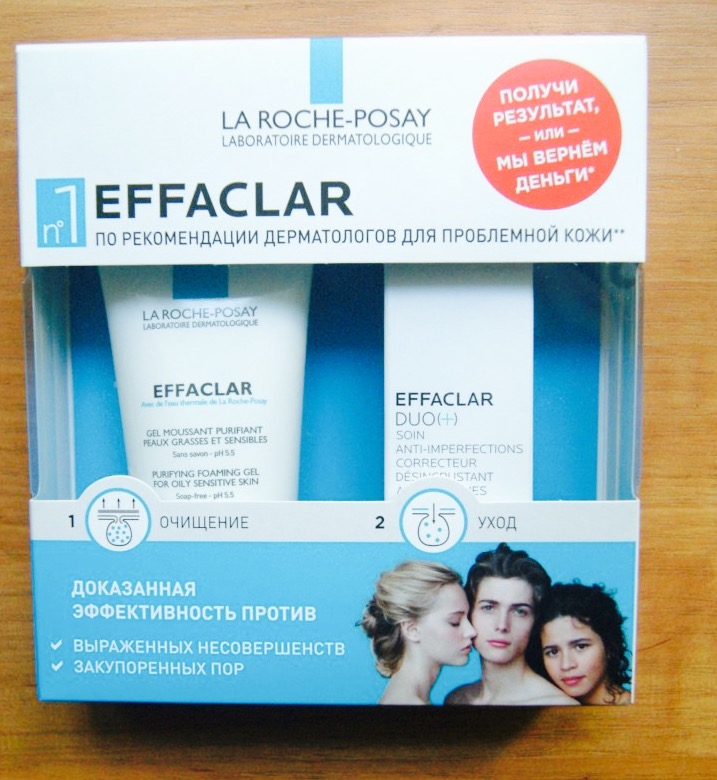 LA ROCHE-POSAY
LABORATOIRE DERMATOLOGIQUE
ПОЛУЧИ
РЕЗУЛЬТАТ,
– ИЛИ –
МЫ ВЕРНЁМ
ДЕНЬГИ*
n°1 EFFACLAR
ПО РЕКОМЕНДАЦИИ ДЕРМАТОЛОГОВ ДЛЯ ПРОБЛЕМНОЙ КОЖИ**
LA ROCHE-POSAY
LABORATOIRE DERMATOLOGIQUE
EFFACLAR
Avec de l'eau thermale de La Roche-Posay
GEL MOUSSANT PURIFIANT
PEAUX GRASSES ET SENSIBLES
Sans savon - pH 5.5
PURIFYING FOAMING GEL
FOR OILY SENSITIVE SKIN
Soap-free - pH 5.5
EFFACLAR
DUO(+)
SOIN
ANTI-IMPERFECTIONS
CORRECTEUR
DÉSINCRUSTANT
1 ОЧИЩЕНИЕ
2 УХОД
ДОКАЗАННАЯ
ЭФФЕКТИВНОСТЬ ПРОТИВ
✓ ВЫРАЖЕННЫХ НЕСОВЕРШЕНСТВ
✓ ЗАКУПОРЕННЫХ ПОР